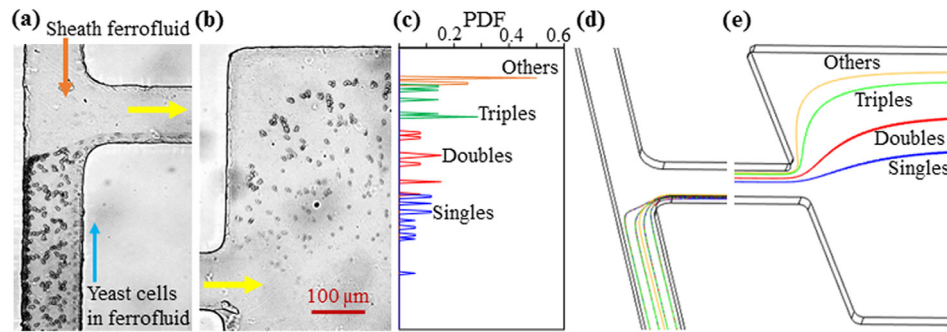 (a)
Sheath ferrofluid
Yeast cells
in ferrofluid
(b)
100 μm
(c)
PDF
0.2 0.4 0.6
Others
Triples
Doubles
Singles
(d)
(e)
Others
Triples
Doubles
Singles